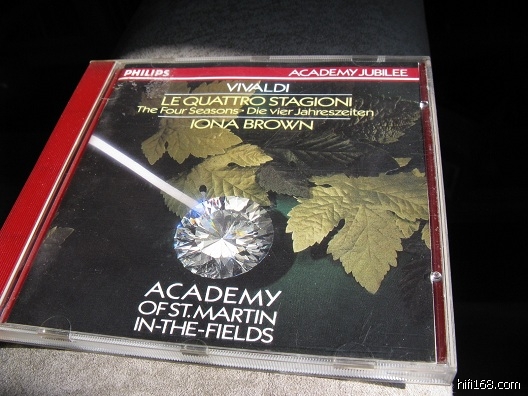 PHILIPS
ACADEMY JUBILEE
VIVALDI
LE QUATTRO STAGIONI
The Four Seasons · Die vier Jahreszeiten
IONA BROWN
ACADEMY
OF ST. MARTIN
IN-THE-FIELDS
hifi168.com